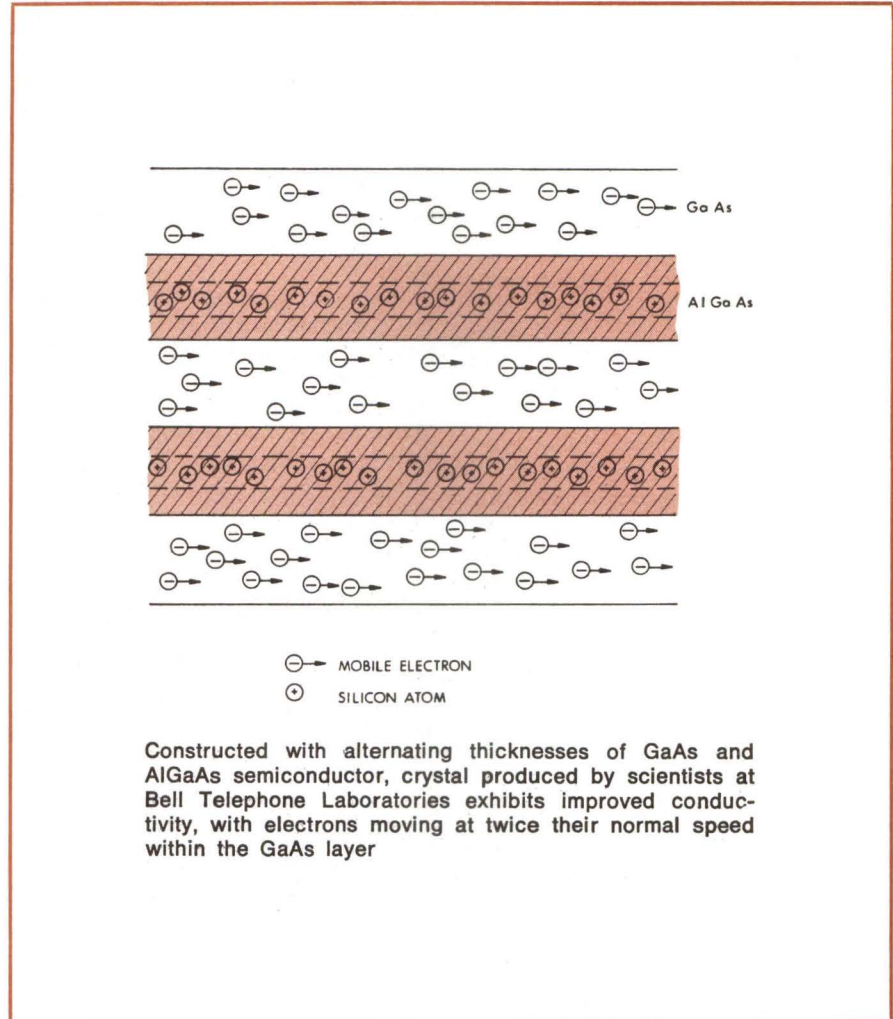 Ga As
Al Ga As
MOBILE ELECTRON
SILICON ATOM
Constructed with alternating thicknesses of GaAs and
AlGaAs semiconductor, crystal produced by scientists at
Bell Telephone Laboratories exhibits improved conduc-
tivity, with electrons moving at twice their normal speed
within the GaAs layer